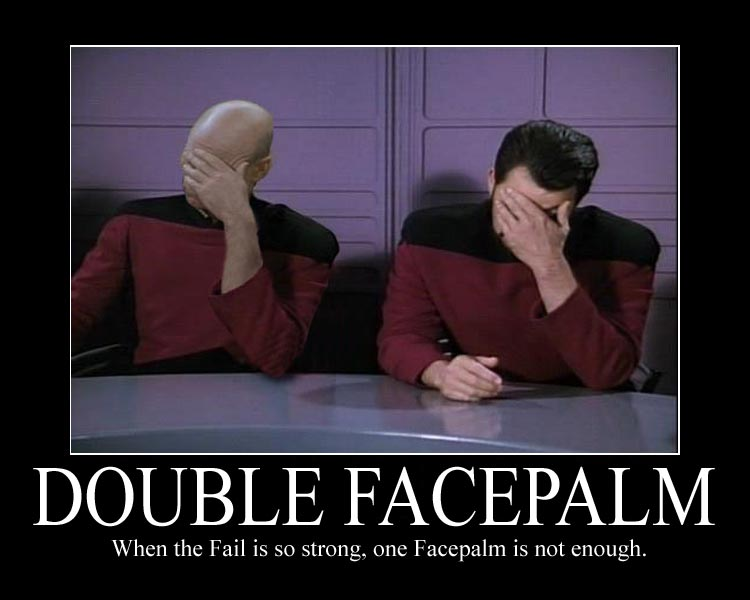 DOUBLE FACEPALM
When the Fail is so strong, one Facepalm is not enough.